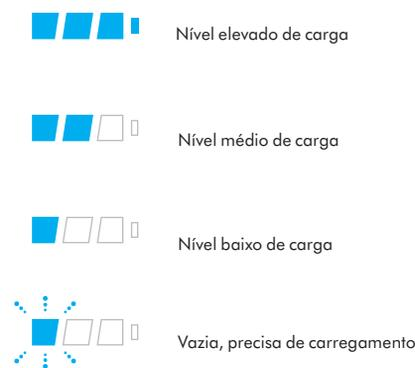 Nível elevado de carga
Nível médio de carga
Nível baixo de carga
Vazia, precisa de carregamento